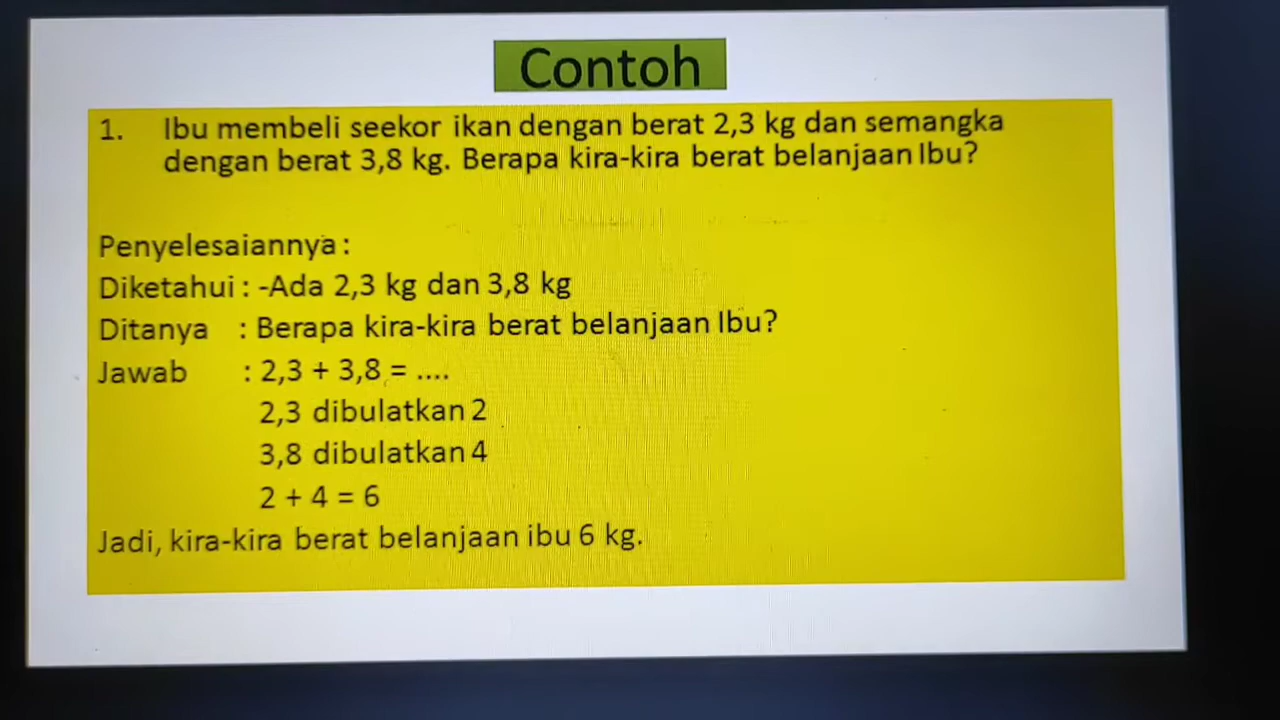 Contoh
1. Ibu membeli seekor ikan dengan berat 2,3 kg dan semangka
dengan berat 3,8 kg. Berapa kira-kira berat belanjaan Ibu?
Penyelesaiannya :
Diketahui : -Ada 2,3 kg dan 3,8 kg
Ditanya : Berapa kira-kira berat belanjaan Ibu?
Jawab : 2,3 + 3,8 = ....
2,3 dibulatkan 2
3,8 dibulatkan 4
2 + 4 = 6
Jadi, kira-kira berat belanjaan ibu 6 kg.